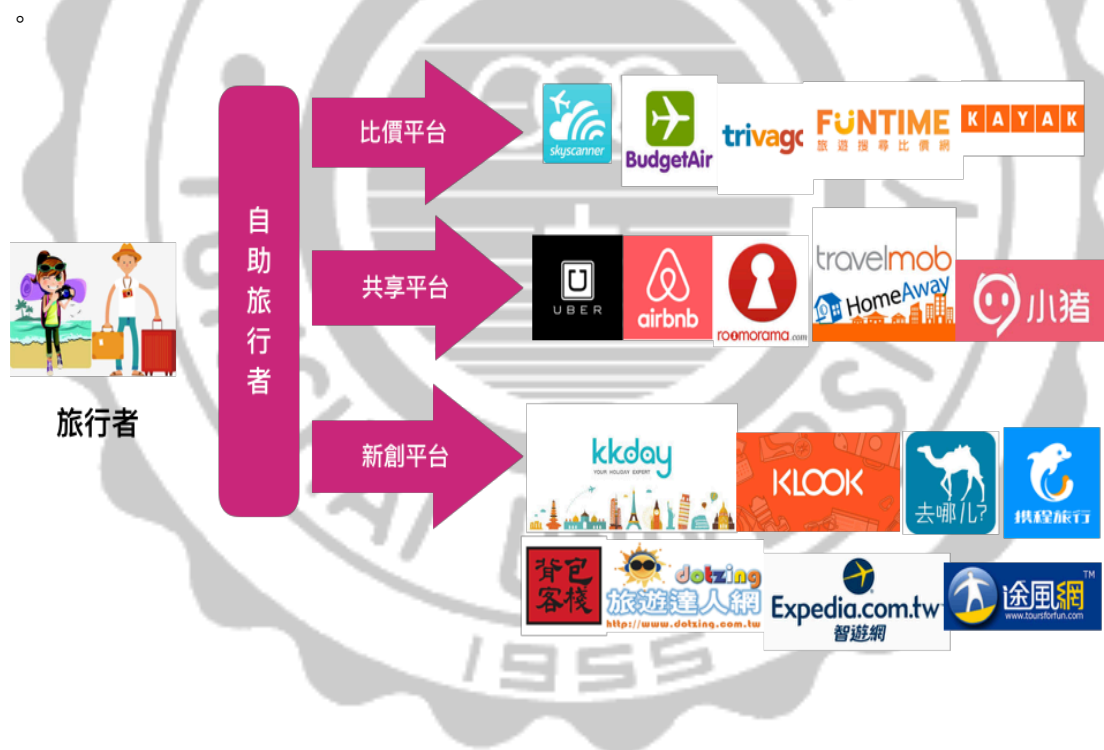 。
比價平台
skyscanner
BudgetAir
trivago
FUNTIME
旅遊搜尋比價網
KAYAK
自助旅行者
共享平台
UBER
airbnb
roomorama.com
travelmob
HomeAway
小猪
旅行者
新創平台
kkday
YOUR HOLIDAY EXPERT
KLOOK
去哪儿?
携程旅行
背包客棧
dotzing
旅遊達人網
http://www.dotzing.com.tw
Expedia.com.tw
智遊網
途風網™
www.toursforfun.com
1955